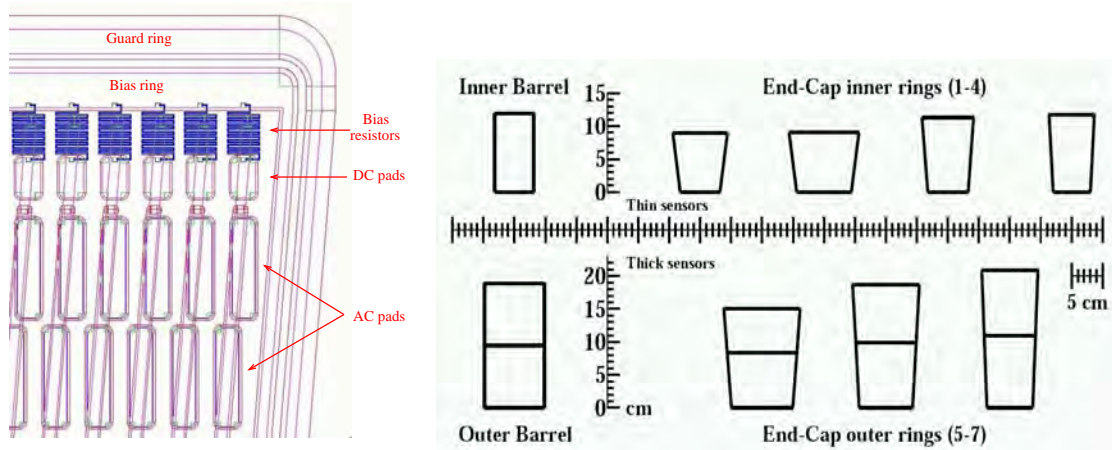 Guard ring
Bias ring
Bias
resistors
DC pads
AC pads
Inner Barrel
End-Cap inner rings (1-4)
15
10
5
0
Thin sensors
Thick sensors
20
15
10
5
0
cm
5 cm
Outer Barrel
End-Cap outer rings (5-7)